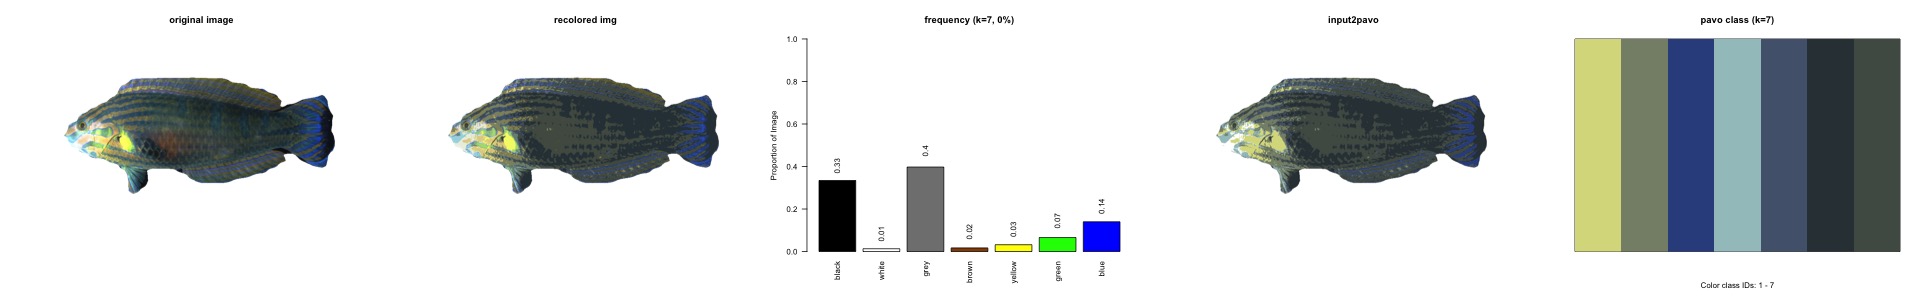 original image
recolored img
frequency (k=7, 0%)
input2pavo
pavo class (k=7)
Proportion of Image
1.0
0.8
0.6
0.4
0.2
0.0
0.33
0.01
0.4
0.02
0.03
0.07
0.14
black
white
grey
brown
yellow
green
blue
Color class IDs: 1 - 7